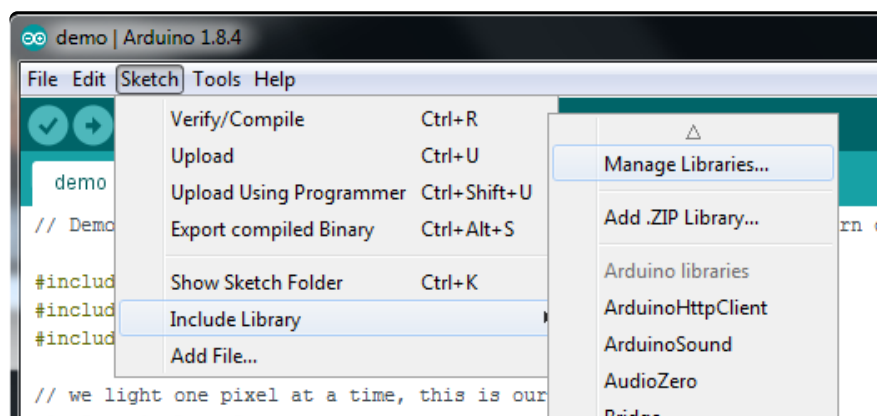 demo | Arduino 1.8.4
File Edit Sketch Tools Help
Verify/Compile Ctrl+R
Upload Ctrl+U
Upload Using Programmer Ctrl+Shift+U
Export compiled Binary Ctrl+Alt+S
Show Sketch Folder Ctrl+K
Include Library
Add File...
Manage Libraries...
Add .ZIP Library...
Arduino libraries
ArduinoHttpClient
ArduinoSound
AudioZero
Bridge
demo
// Demo
#includ
#includ
#includ
// we light one pixel at a time, this is our